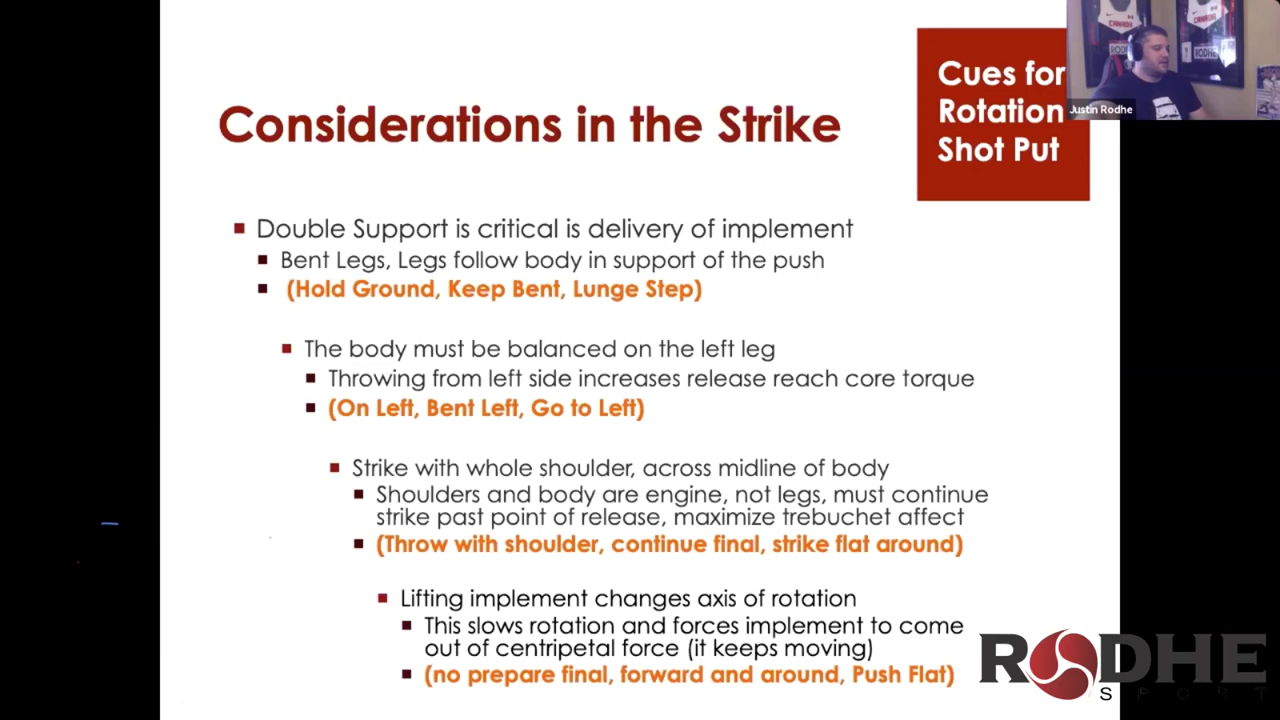 Considerations in the Strike
Cues for
Rotation
Shot Put
CANADA
CANADA
RODHE
Justin Rodhe
Double Support is critical is delivery of implement
Bent Legs, Legs follow body in support of the push
(Hold Ground, Keep Bent, Lunge Step)
The body must be balanced on the left leg
Throwing from left side increases release reach core torque
(On Left, Bent Left, Go to Left)
Strike with whole shoulder, across midline of body
Shoulders and body are engine, not legs, must continue
strike past point of release, maximize trebuchet affect
(Throw with shoulder, continue final, strike flat around)
Lifting implement changes axis of rotation
This slows rotation and forces implement to come
out of centripetal force (it keeps moving)
(no prepare final, forward and around, Push Flat)
RODHE
SPORT